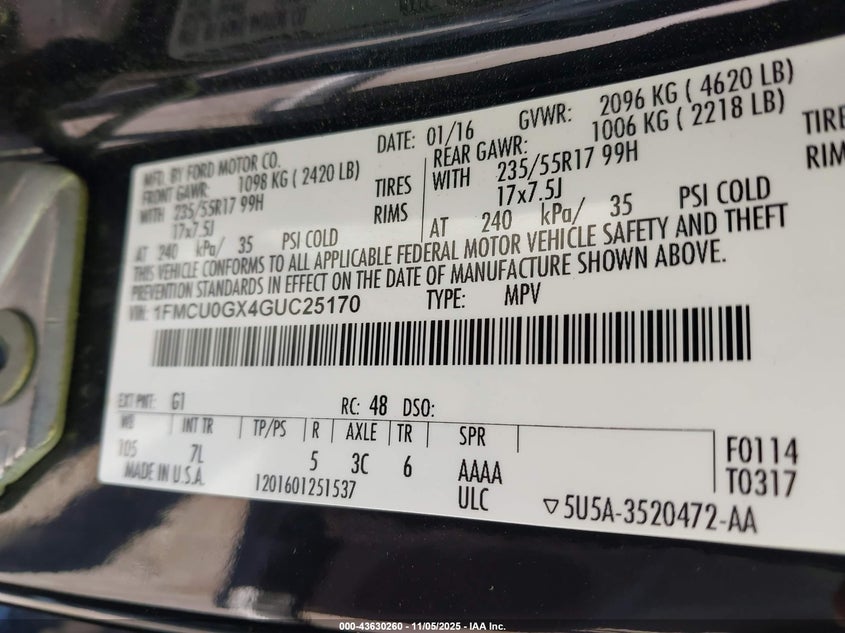 MFD. BY FORD MOTOR CO.
DATE: 01/16 GVWR: 2096 KG ( 4620 LB)
FRONT GAWR: 1098 KG ( 2420 LB)
REAR GAWR: 1006 KG ( 2218 LB)
WITH 235/55R17 99H TIRES
WITH 235/55R17 99H TIRE
17x7.5J RIMS
17x7.5J RIMS
AT 240 kPa/ 35 PSI COLD
AT 240 kPa/ 35 PSI COLD
THIS VEHICLE CONFORMS TO ALL APPLICABLE FEDERAL MOTOR VEHICLE SAFETY AND THEFT
PREVENTION STANDARDS IN EFFECT ON THE DATE OF MANUFACTURE SHOWN ABOVE.
VIN: 1FMCU0GX4GUC25170 TYPE: MPV
EXT PNT: G1 RC: 48 DSO:
WB INT TR TP/PS R AXLE TR SPR
105 7L 5 3C 6 AAAA
MADE IN U.S.A. 1201601251537 ULC
F0114
T0317
▽5U5A-3520472-AA
000-43630260 - 11/05/2025 - IAA Inc.